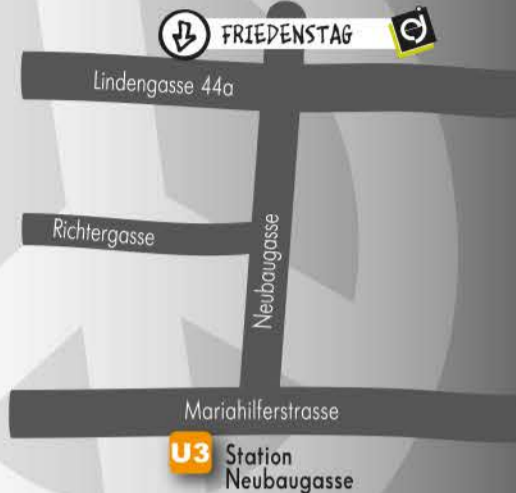 FRIEDENSTAG
Lindengasse 44a
Richtergasse
Neubaugasse
Mariahilferstrasse
U3 Station
Neubaugasse